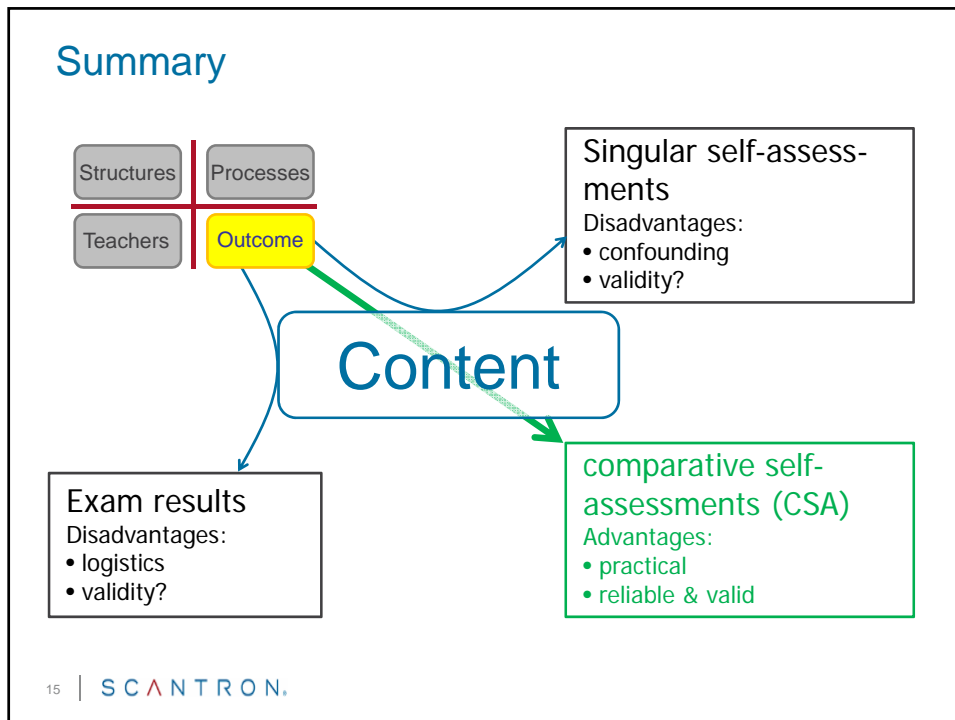 Summary
Structures
Processes
Teachers
Outcome
Singular self-assess-
ments
Disadvantages:
• confounding
• validity?
Content
Exam results
Disadvantages:
• logistics
• validity?
comparative self-
assessments (CSA)
Advantages:
• practical
• reliable & valid
15
SCANTRON®